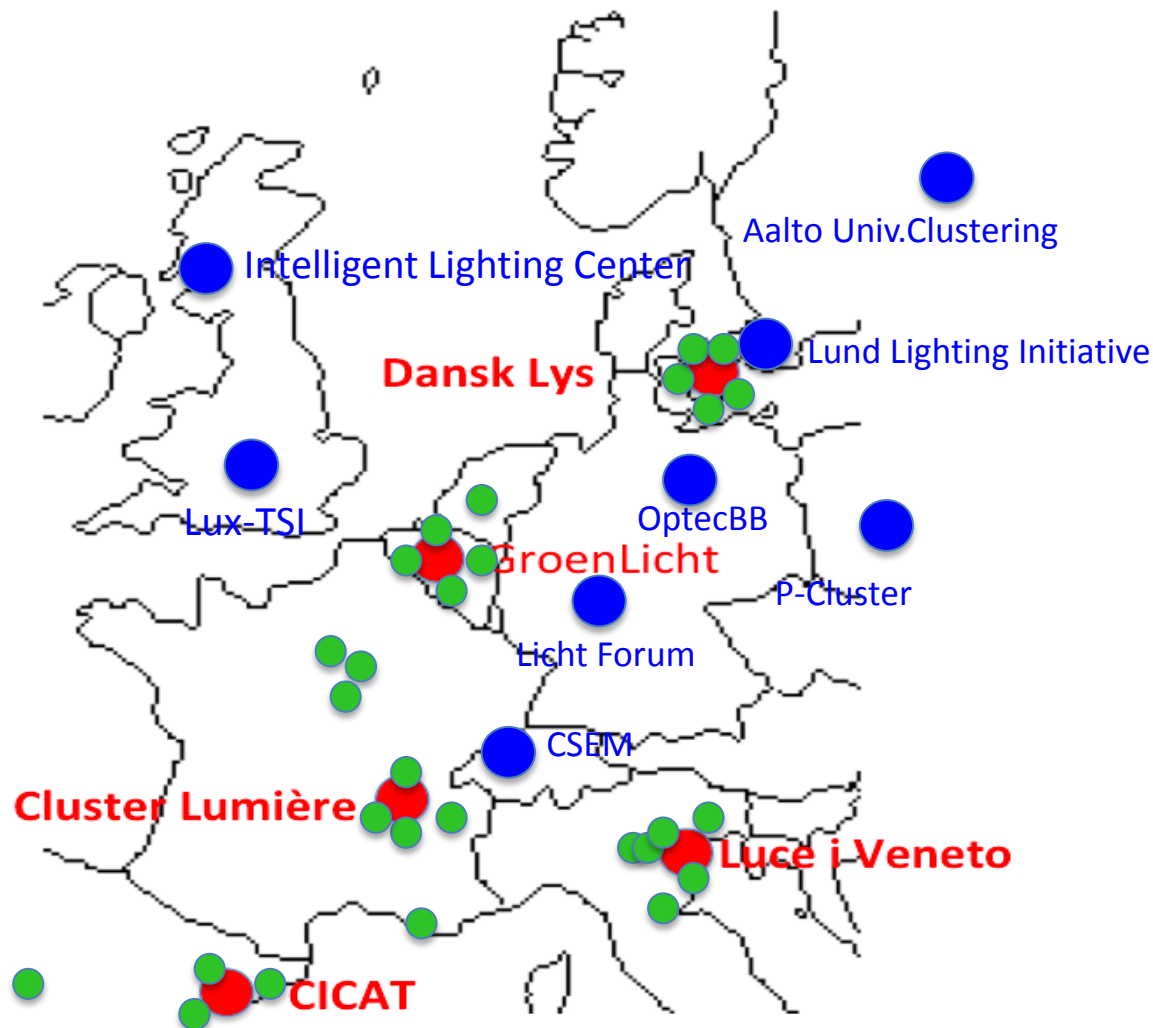 Aalto Univ.Clustering
Intelligent Lighting Center
Lund Lighting Initiative
Dansk Lys
Lux-TSI
OptecBB
GroenLicht
P-Cluster
Licht Forum
CSEM
Cluster Lumière
Luce i Veneto
CICAT